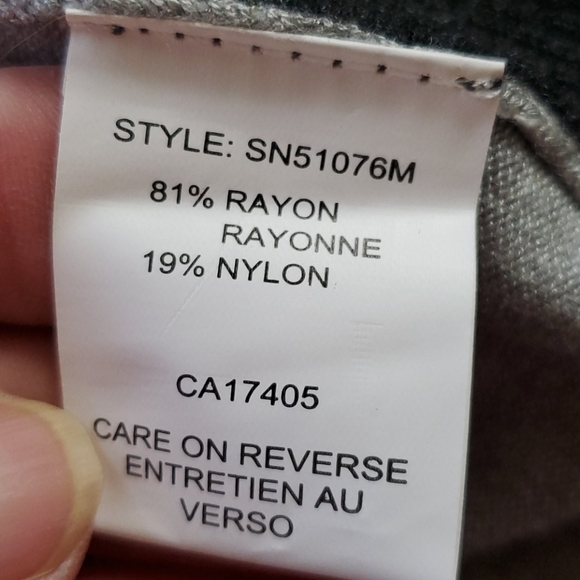 STYLE: SN51076M
81% RAYON
RAYONNE
19% NYLON
CA17405
CARE ON REVERSE
ENTRETIEN AU
VERSO